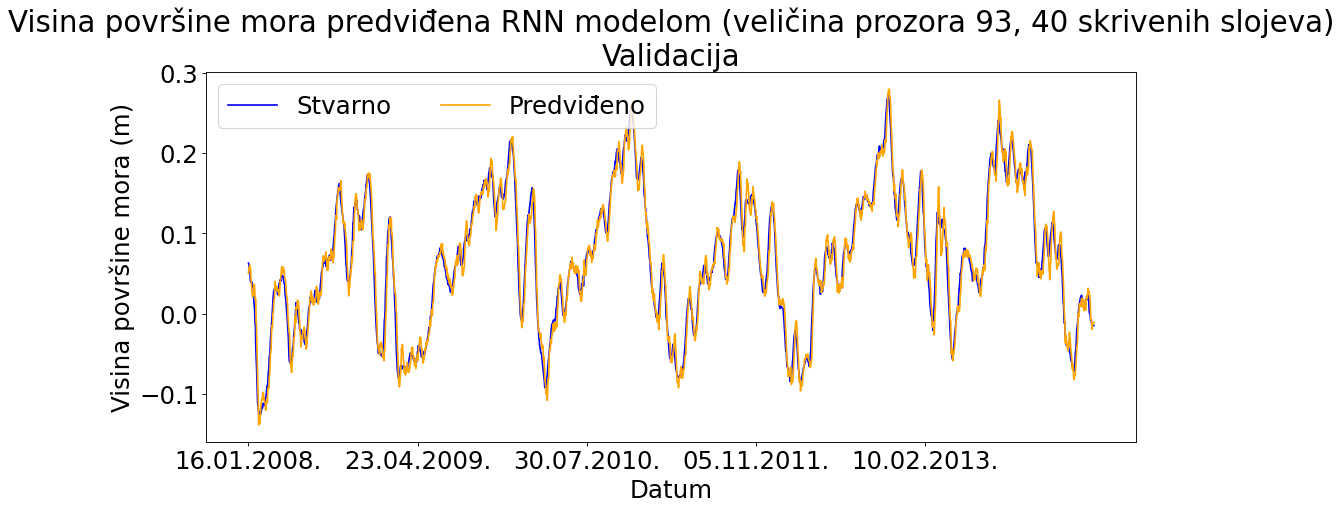 Visina površine mora predviđena RNN modelom (veličina prozora 93, 40 skrivenih slojeva)
Validacija
Stvarno
Predviđeno
Visina površine mora (m)
0.3
0.2
0.1
0.0
−0.1
16.01.2008.
23.04.2009.
30.07.2010.
05.11.2011.
10.02.2013.
Datum